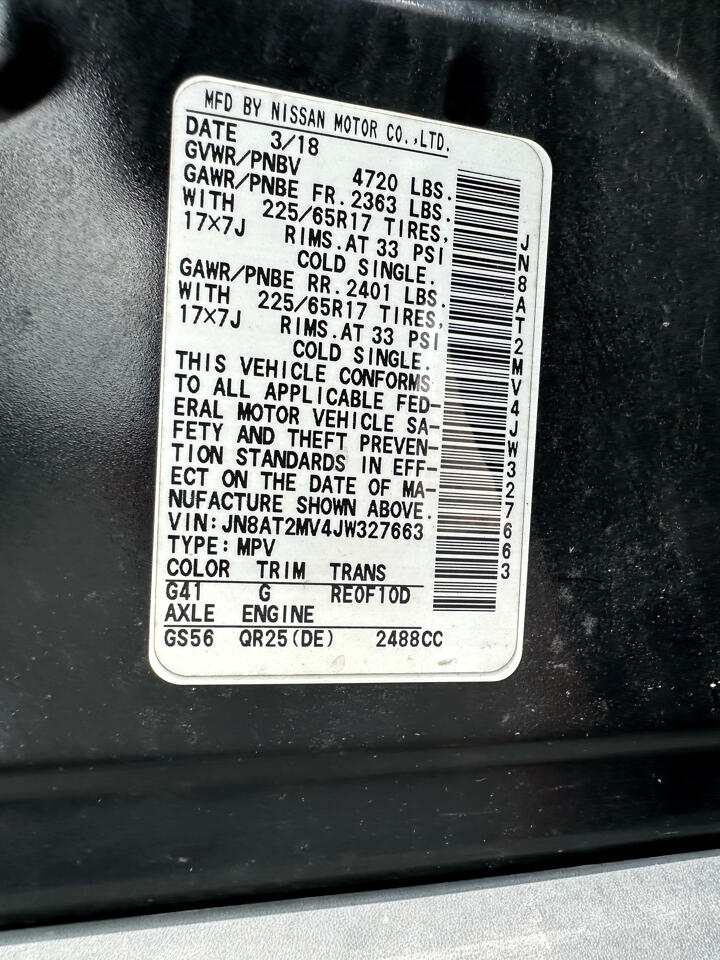 MFD BY NISSAN MOTOR CO.,LTD.
DATE 3/18
GVWR/PNBV 4720 LBS.
GAWR/PNBE FR. 2363 LBS.
WITH 225/65R17 TIRES,
17×7J RIMS. AT 33 PSI
COLD SINGLE.
GAWR/PNBE RR. 2401 LBS.
WITH 225/65R17 TIRES,
17×7J RIMS. AT 33 PSI
COLD SINGLE.
THIS VEHICLE CONFORMS
TO ALL APPLICABLE FED-
ERAL MOTOR VEHICLE SA-
FETY AND THEFT PREVEN-
TION STANDARDS IN EFF-
ECT ON THE DATE OF MA-
NUFACTURE SHOWN ABOVE.
VIN: JN8AT2MV4JW327663
TYPE: MPV
COLOR TRIM TRANS
G41 G RE0F10D
AXLE ENGINE
GS56 QR25(DE) 2488CC
JN8AT2MV4JW327663